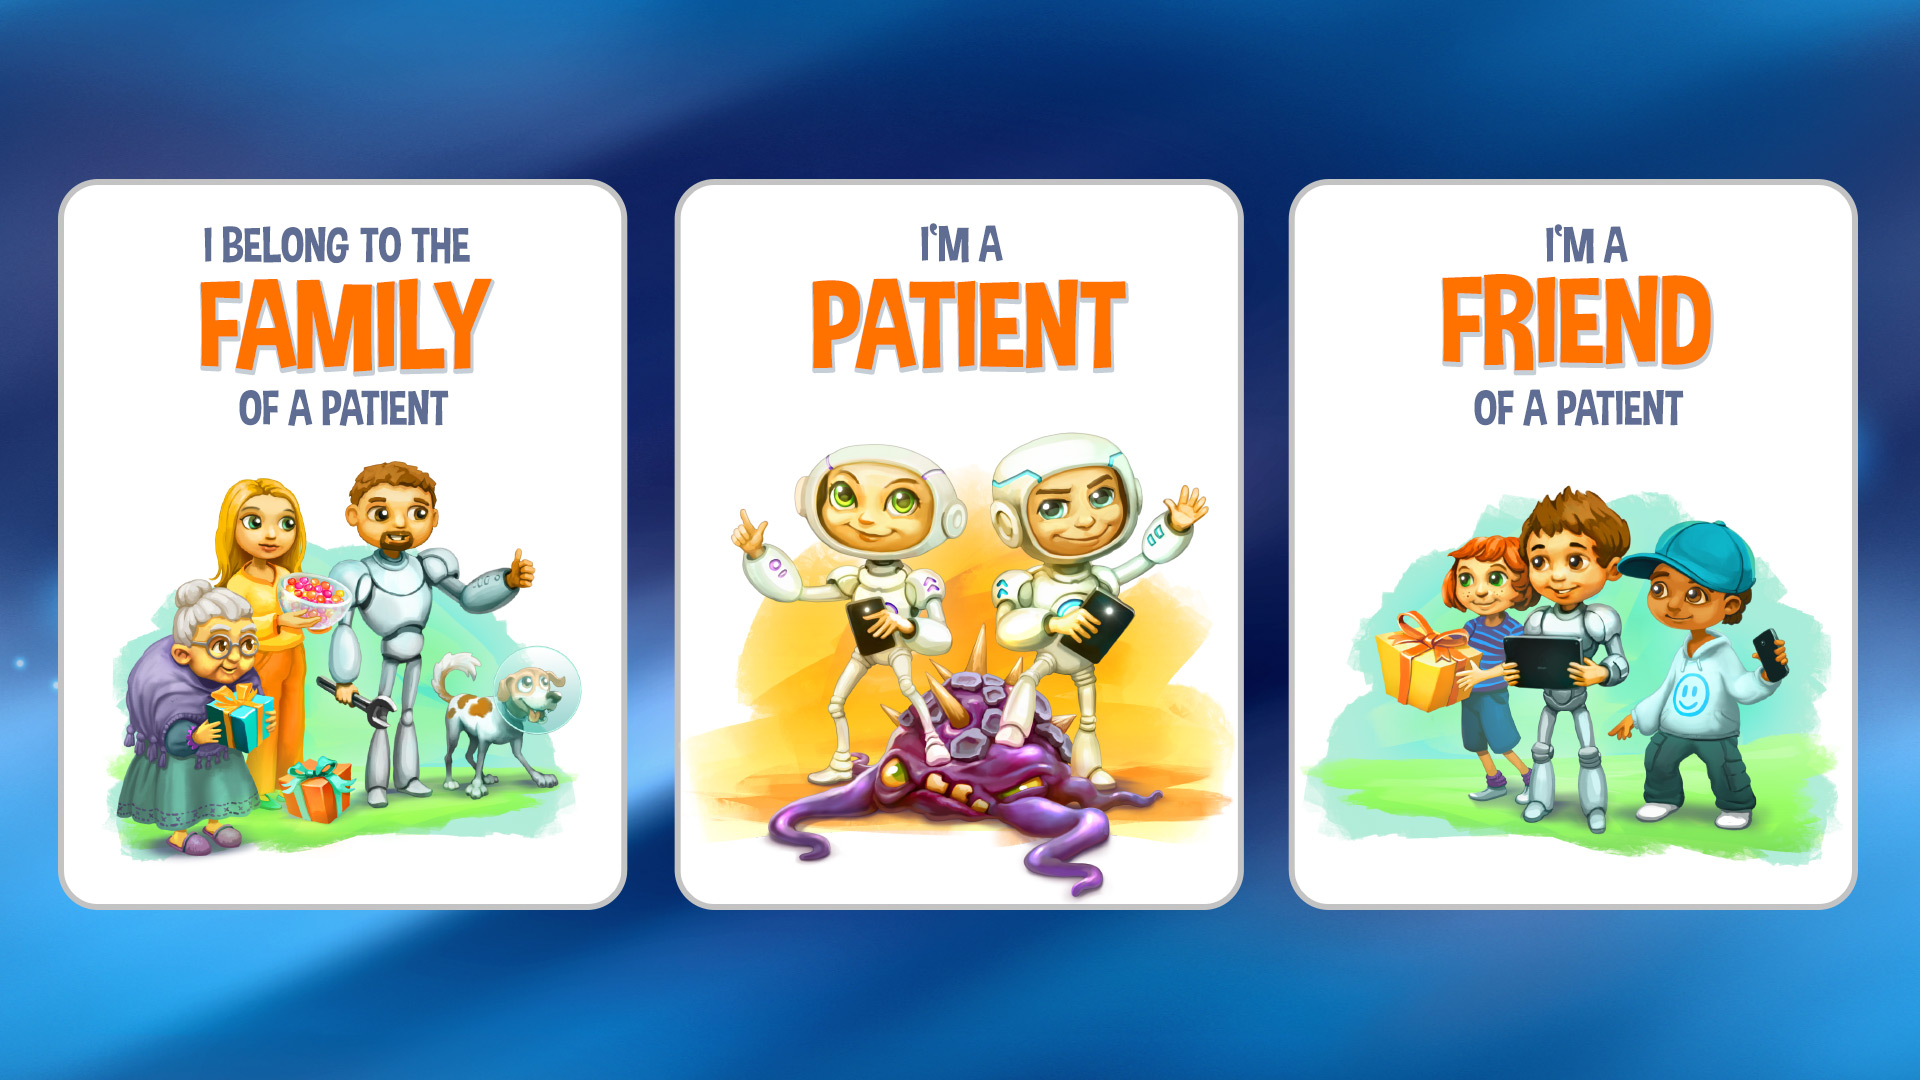 I BELONG TO THE
FAMILY
OF A PATIENT
I'M A
PATIENT
I'M A
FRIEND
OF A PATIENT